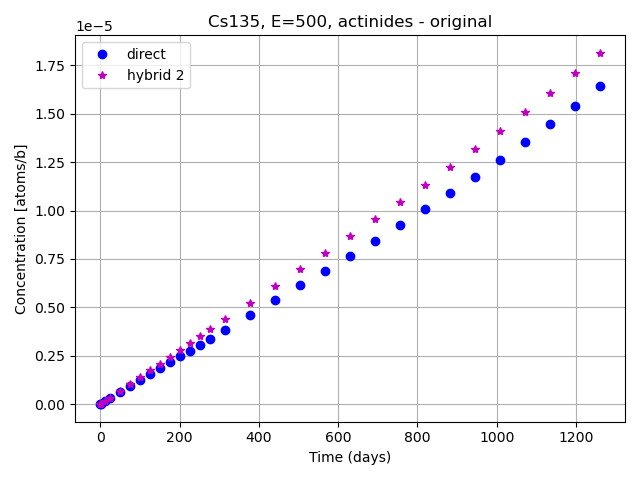 Cs135, E=500, actinides - original
1e−5
direct
hybrid 2
1.75
1.50
1.25
1.00
0.75
0.50
0.25
0.00
Concentration [atoms/b]
0 200 400 600 800 1000 1200
Time (days)